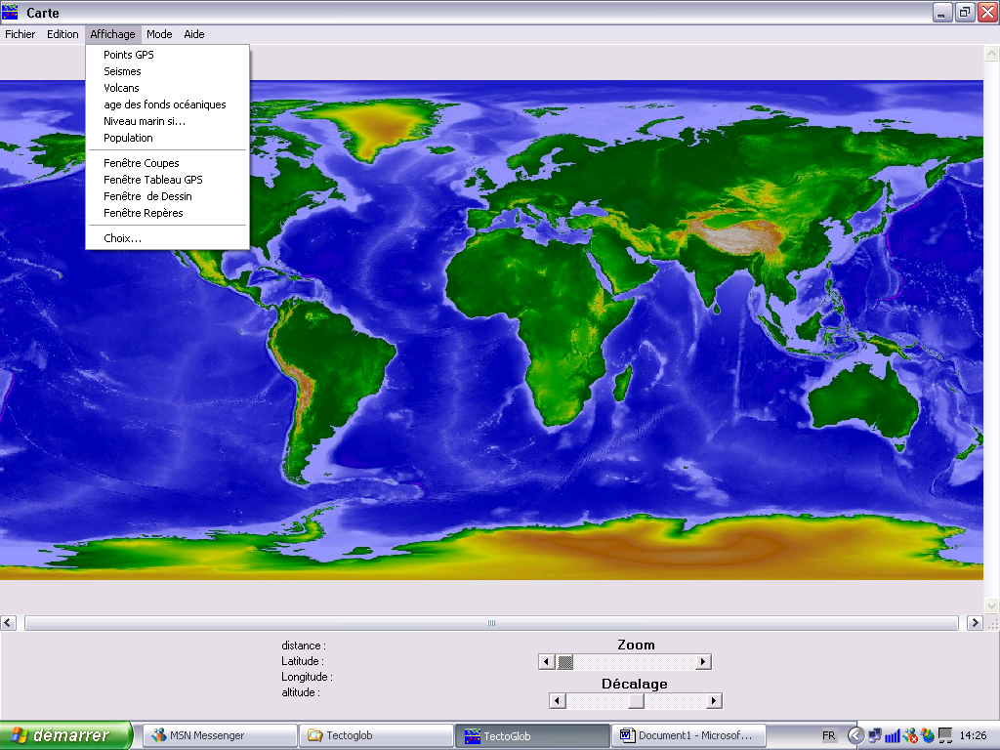 Carte
Fichier Edition Affichage Mode Aide
Points GPS
Seismes
Volcans
age des fonds océaniques
Niveau marin si...
Population
Fenêtre Coupes
Fenêtre Tableau GPS
Fenêtre de Dessin
Fenêtre Repères
Choix...
distance :
Latitude :
Longitude :
altitude :
Zoom
Décalage
démarrer MSN Messenger Tectoglob TectoGlob Document1 - Microsof... FR 14:26